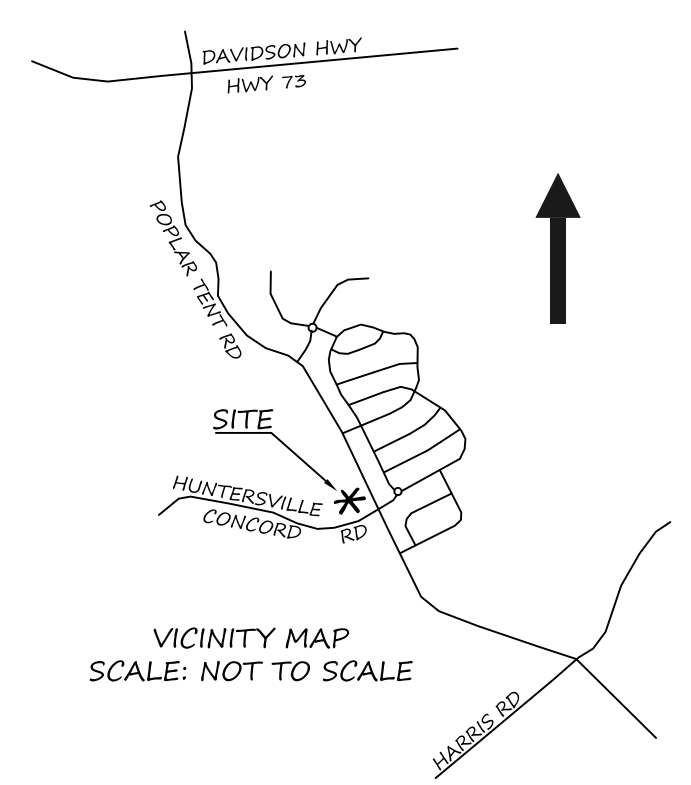 DAVIDSON HWY
HWY 73
POPLAR TENT RD
SITE
HUNTERSVILLE
CONCORD RD
VICINITY MAP
SCALE: NOT TO SCALE
HARRIS RD